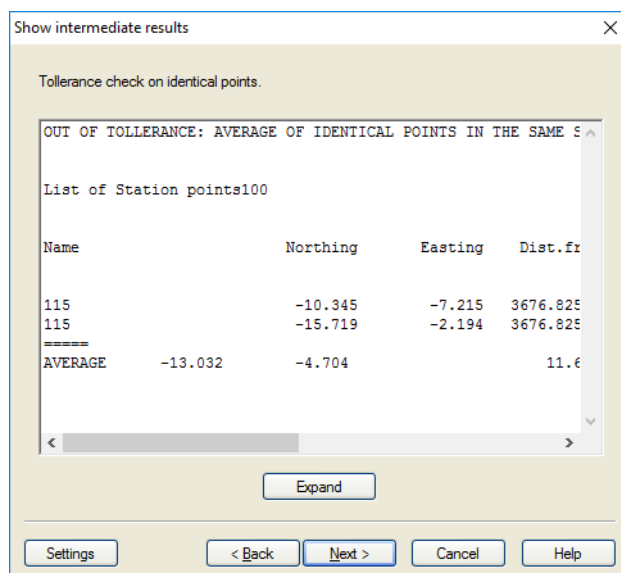 Show intermediate results
Tollerance check on identical points.
OUT OF TOLLERANCE: AVERAGE OF IDENTICAL POINTS IN THE SAME S
List of Station points100
Name Northing Easting Dist.fr
115 -10.345 -7.215 3676.825
115 -15.719 -2.194 3676.825
=====
AVERAGE -13.032 -4.704 11.6
Expand
Settings < Back Next > Cancel Help